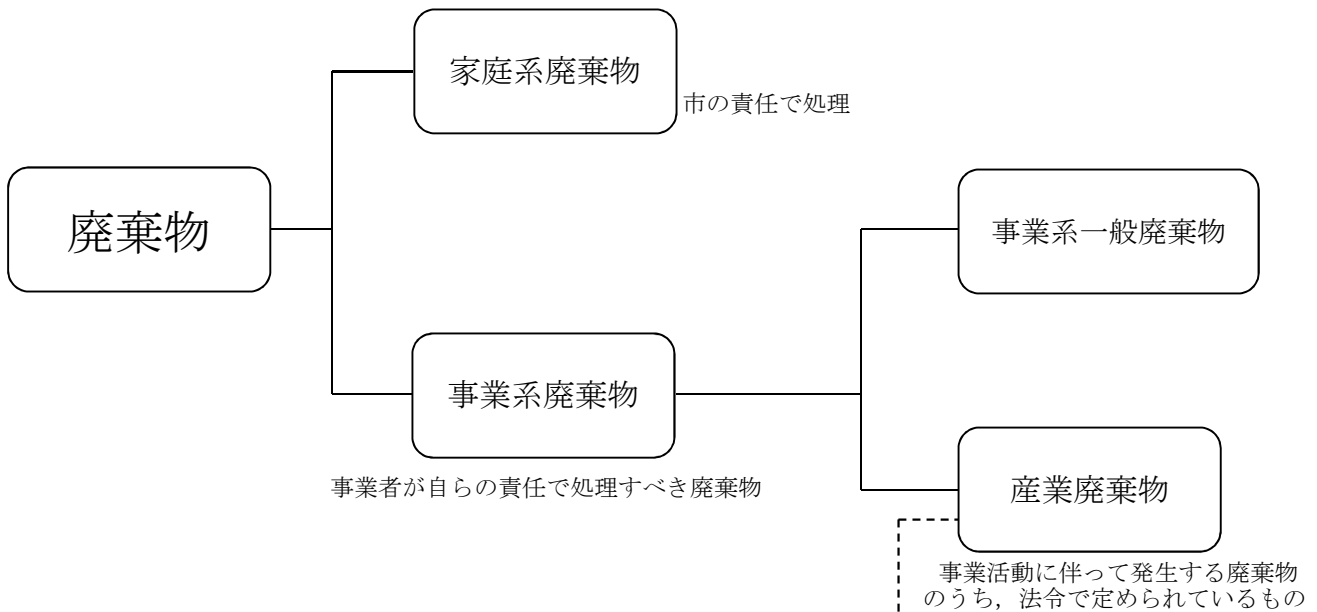 家庭系廃棄物
市の責任で処理
廃棄物
事業系一般廃棄物
事業系廃棄物
事業者が自らの責任で処理すべき廃棄物
産業廃棄物
事業活動に伴って発生する廃棄物
のうち，法令で定められているもの